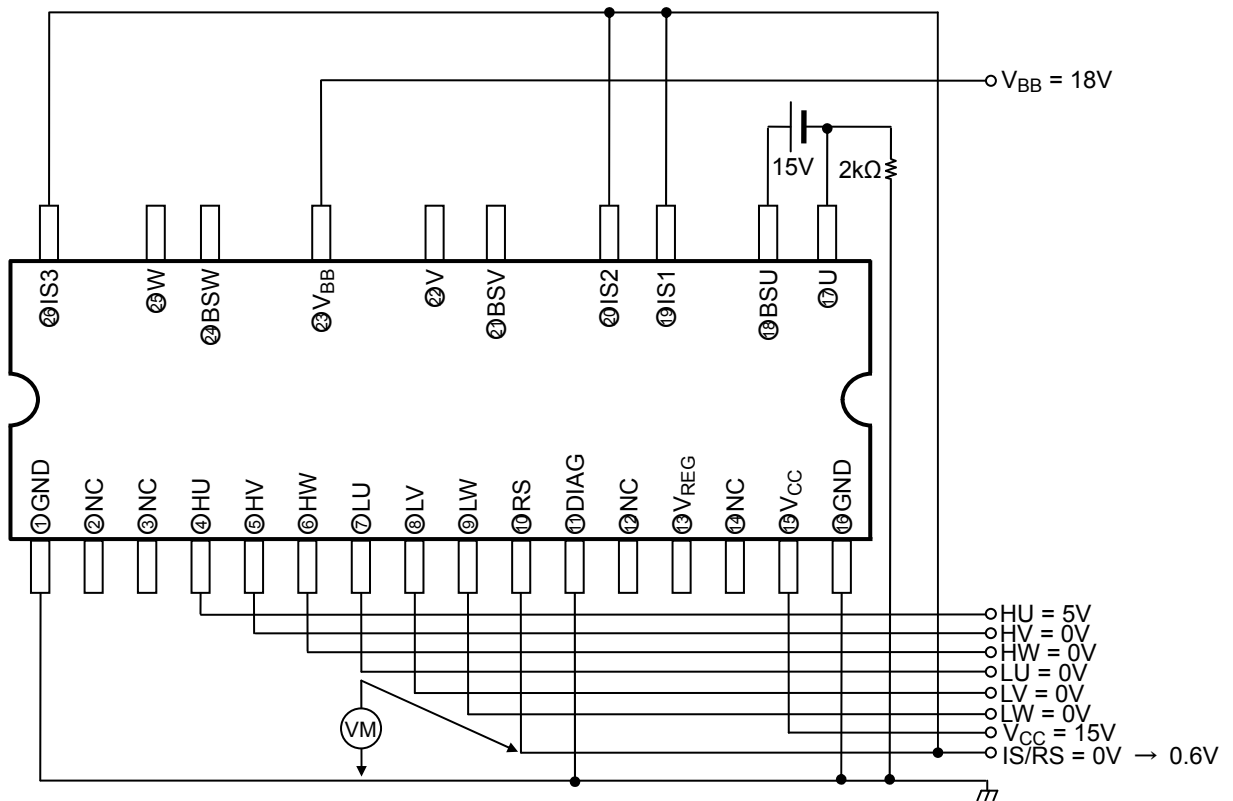 V_BB = 18V
15V
2kΩ
㉖IS3
㉕W
㉔BSW
㉓V_BB
㉒V
㉑BSV
⑳IS2
⑲IS1
⑱BSU
⑰U
①GND
②NC
③NC
④HU
⑤HV
⑥HW
⑦LU
⑧LV
⑨LW
⑩RS
⑪DIAG
⑫NC
⑬V_REG
⑭NC
⑮V_CC
⑯GND
HU = 5V
HV = 0V
HW = 0V
LU = 0V
LV = 0V
LW = 0V
V_CC = 15V
IS/RS = 0V → 0.6V
VM